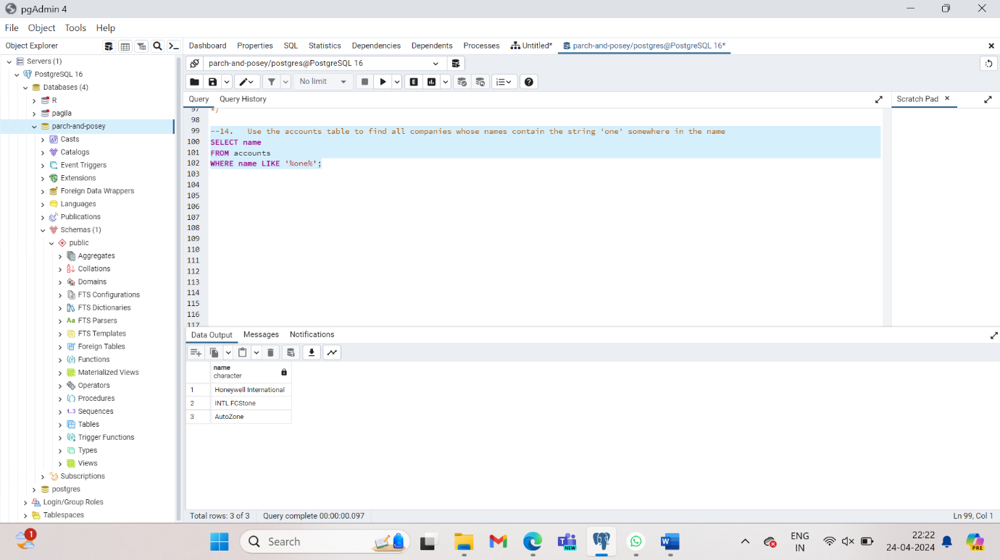 pgAdmin 4
File Object Tools Help
Object Explorer
Dashboard Properties SQL Statistics Dependencies Dependents Processes Untitled* parch-and-posey/postgres@PostgreSQL 16*
Servers (1)
PostgreSQL 16
Databases (4)
R
pagila
parch-and-posey
Casts
Catalogs
Event Triggers
Extensions
Foreign Data Wrappers
Languages
Publications
Schemas (1)
public
Aggregates
Collations
Domains
FTS Configurations
FTS Dictionaries
Aa FTS Parsers
FTS Templates
Foreign Tables
Functions
Materialized Views
Operators
Procedures
1..3 Sequences
Tables
Trigger Functions
Types
Views
Subscriptions
postgres
Login/Group Roles
Tablespaces
parch-and-posey/postgres@PostgreSQL 16
No limit
E
Query Query History
Scratch Pad
97 */
98
99 --14. Use the accounts table to find all companies whose names contain the string 'one' somewhere in the name
100 SELECT name
101 FROM accounts
102 WHERE name LIKE '%one%';
103
104
105
106
107
108
109
110
111
112
113
114
115
116
117
Data Output Messages Notifications
name
character
1 Honeywell International
2 INTL FCStone
3 AutoZone
Total rows: 3 of 3 Query complete 00:00:00.097
Ln 99, Col 1
1
Search
NEW
ENG
IN
22:22
24-04-2024
PRE